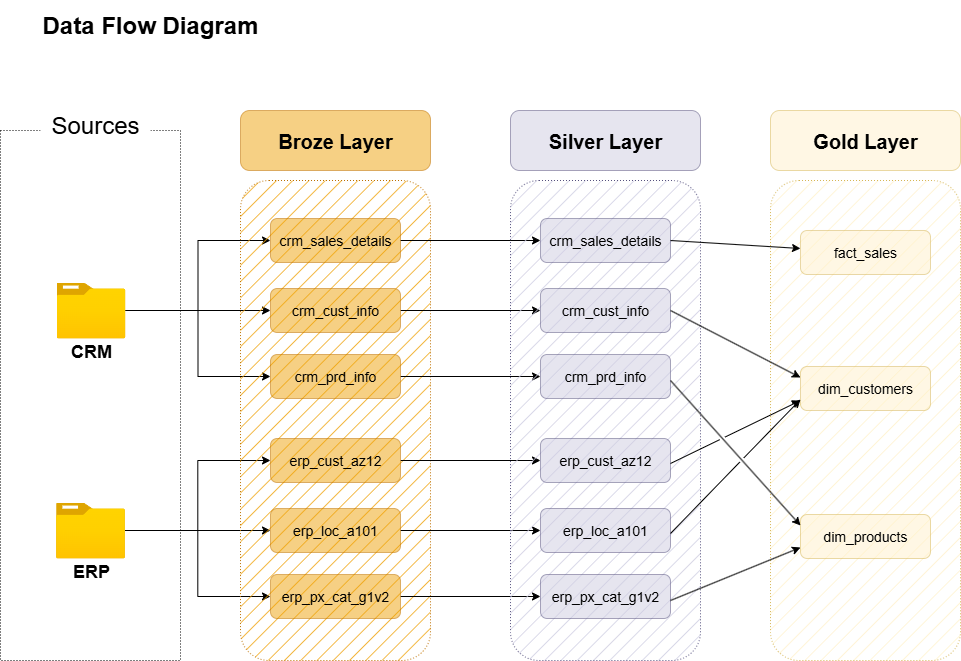 Data Flow Diagram
Sources
Broze Layer
Silver Layer
Gold Layer
crm_sales_details
crm_sales_details
fact_sales
crm_cust_info
crm_cust_info
CRM
crm_prd_info
crm_prd_info
dim_customers
erp_cust_az12
erp_cust_az12
erp_loc_a101
erp_loc_a101
dim_products
ERP
erp_px_cat_g1v2
erp_px_cat_g1v2